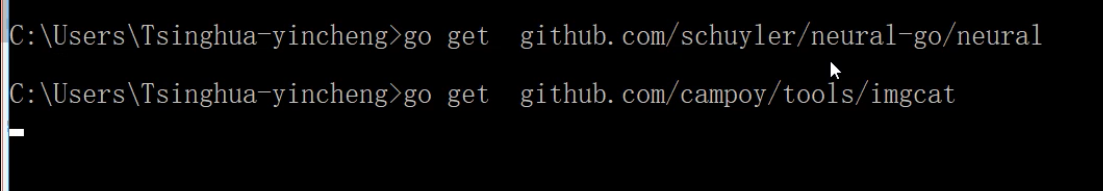 C:\Users\Tsinghua-yincheng>go get  github.com/schuyler/neural-go/neural
C:\Users\Tsinghua-yincheng>go get  github.com/campoy/tools/imgcat